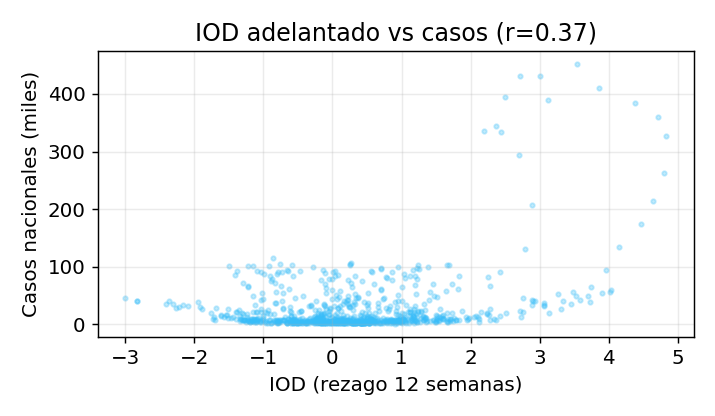 IOD adelantado vs casos (r=0.37)
Casos nacionales (miles)
400
300
200
100
0
−3 −2 −1 0 1 2 3 4 5
IOD (rezago 12 semanas)